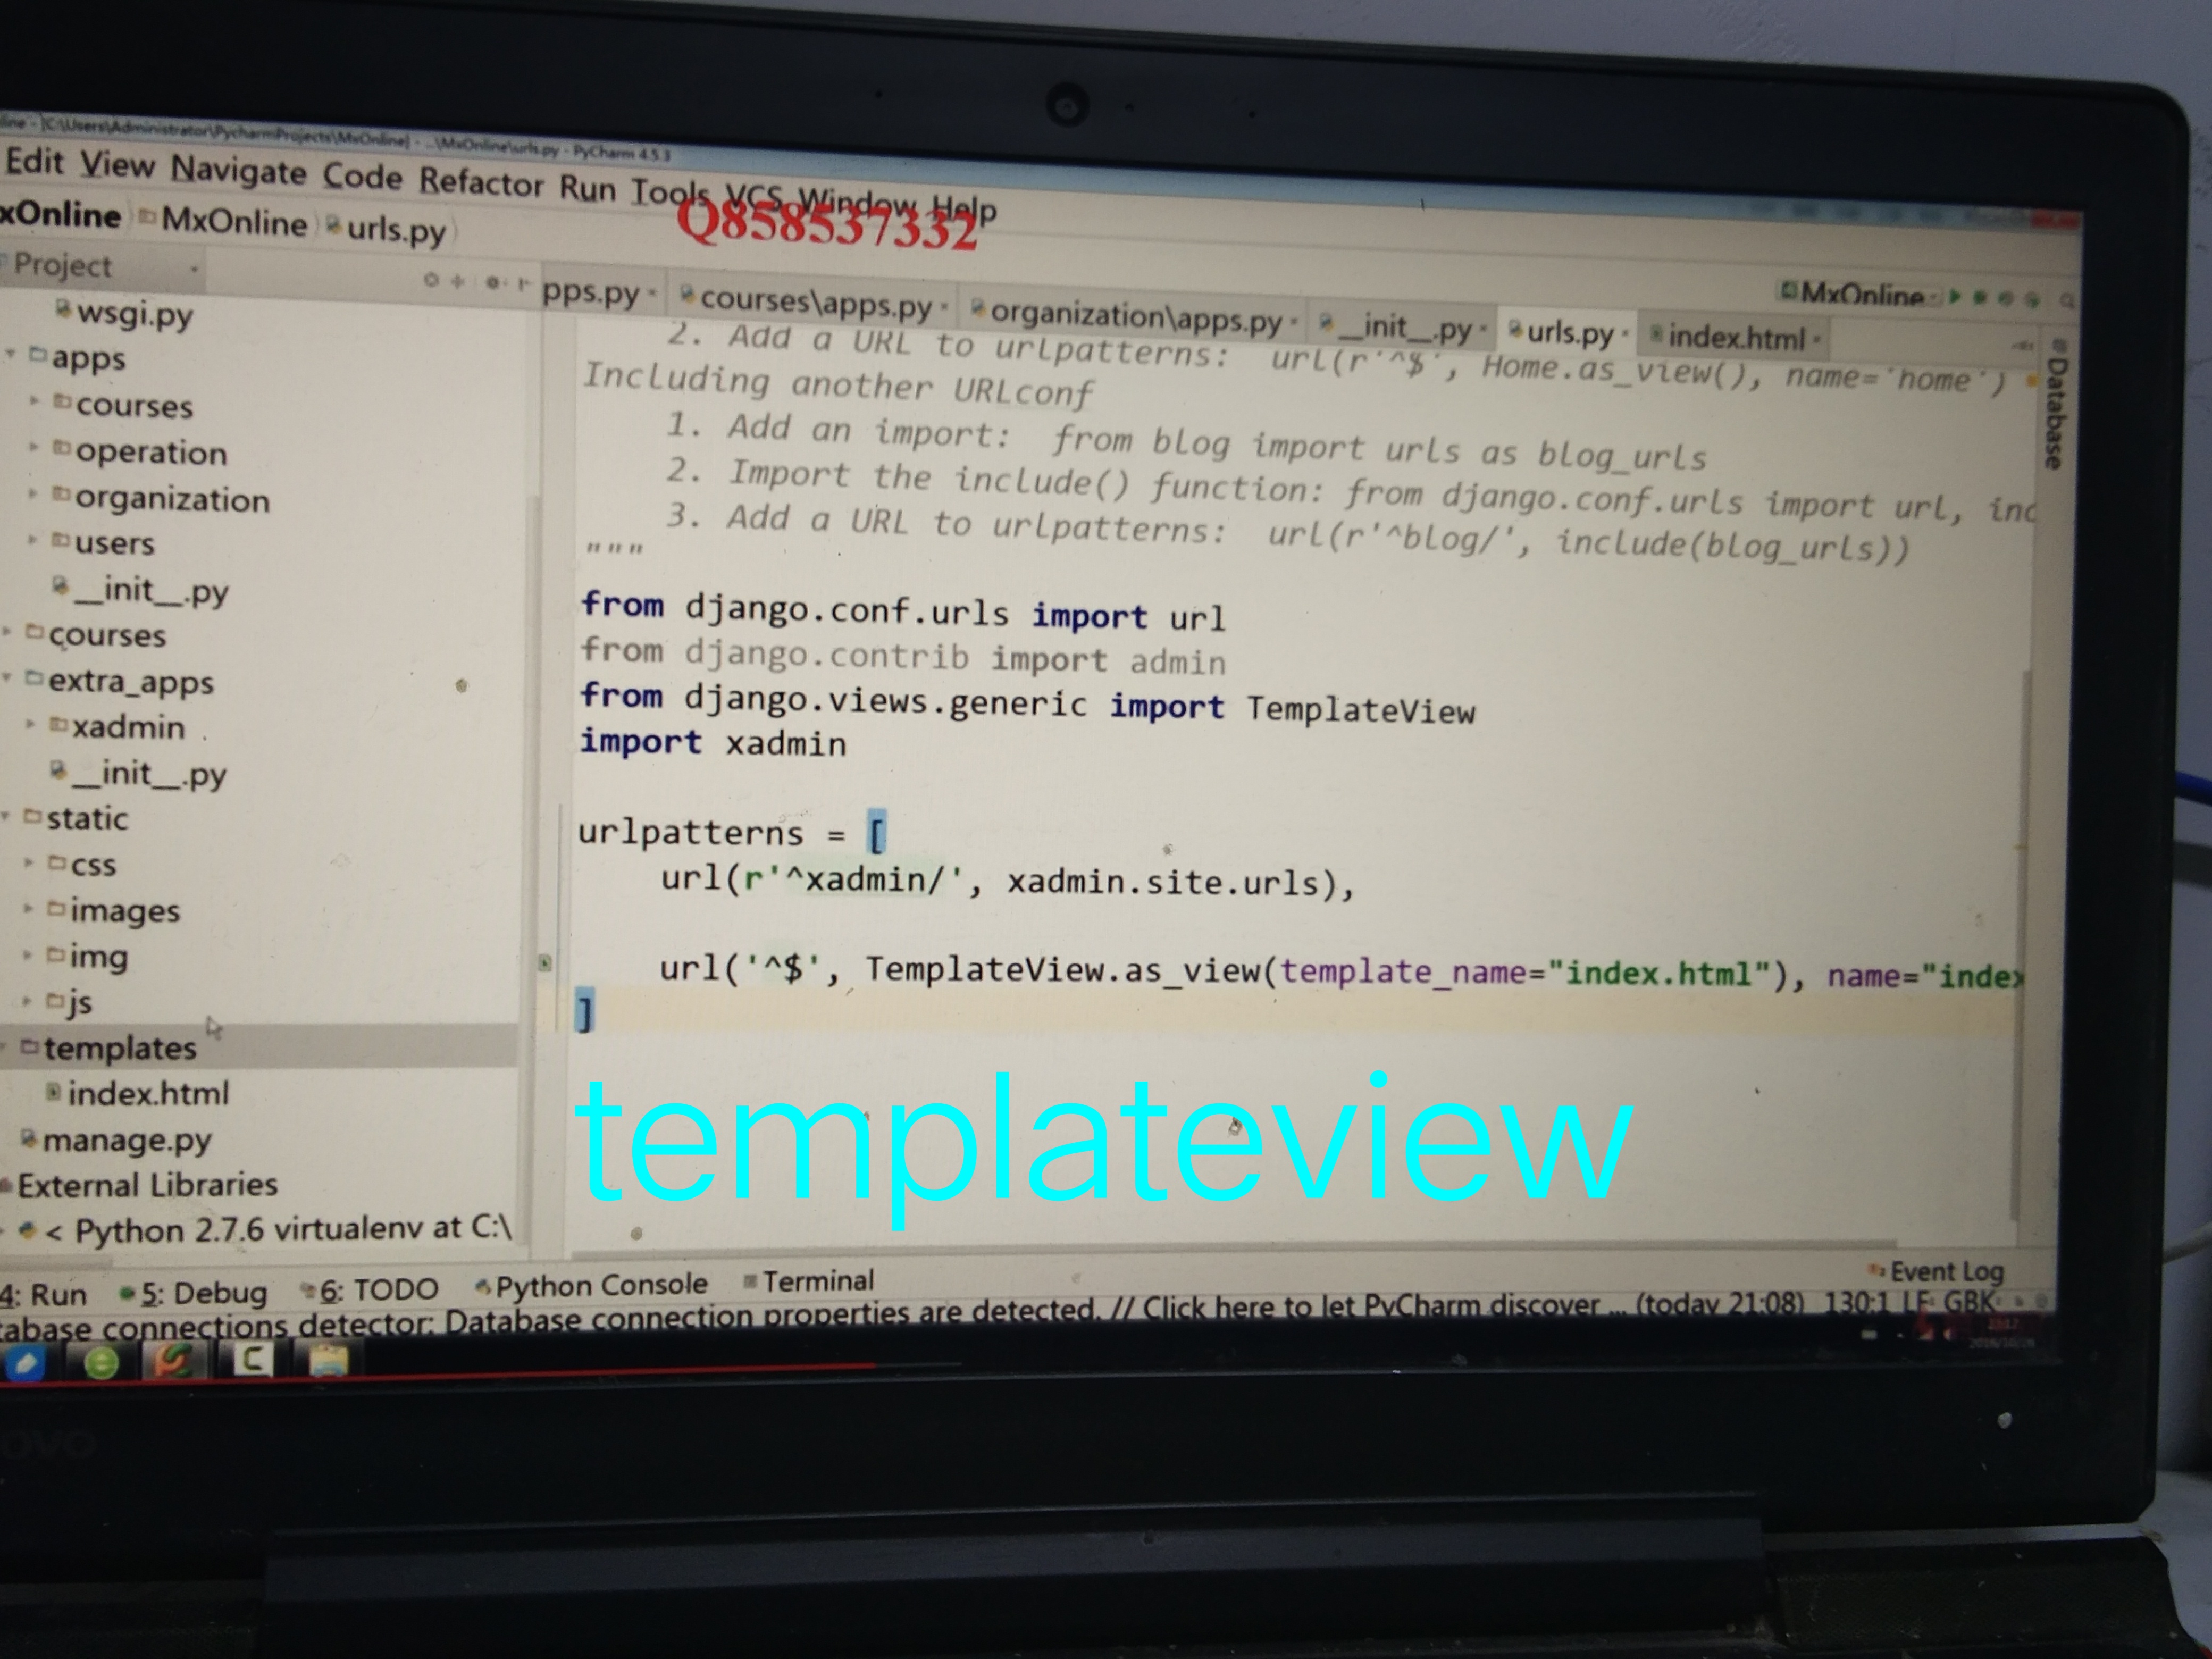 line - [C:\Users\Administrator\PycharmProjects\MxOnline] - ...\MxOnline\urls.py - PyCharm 4.5.3
Edit View Navigate Code Refactor Run Tools VCS Window Help
Q858537332
xOnline MxOnline urls.py
MxOnline
Project
pps.py courses\apps.py organization\apps.py __init__.py urls.py index.html
Database
wsgi.py
apps
courses
operation
organization
users
__init__.py
courses
extra_apps
xadmin
__init__.py
static
css
images
img
js
templates
index.html
manage.py
External Libraries
< Python 2.7.6 virtualenv at C:\
2. Add a URL to urlpatterns:  url(r'^$', Home.as_view(), name='home')
Including another URLconf
1. Add an import:  from blog import urls as blog_urls
2. Import the include() function: from django.conf.urls import url, inc
3. Add a URL to urlpatterns:  url(r'^blog/', include(blog_urls))
"""
from django.conf.urls import url
from django.contrib import admin
from django.views.generic import TemplateView
import xadmin
urlpatterns = [
url(r'^xadmin/', xadmin.site.urls),
url('^$', TemplateView.as_view(template_name="index.html"), name="index
]
templateview
4: Run 5: Debug 6: TODO Python Console Terminal
Event Log
abase connections detector: Database connection properties are detected. // Click here to let PyCharm discover ... (today 21:08) 130:1 LF GBK